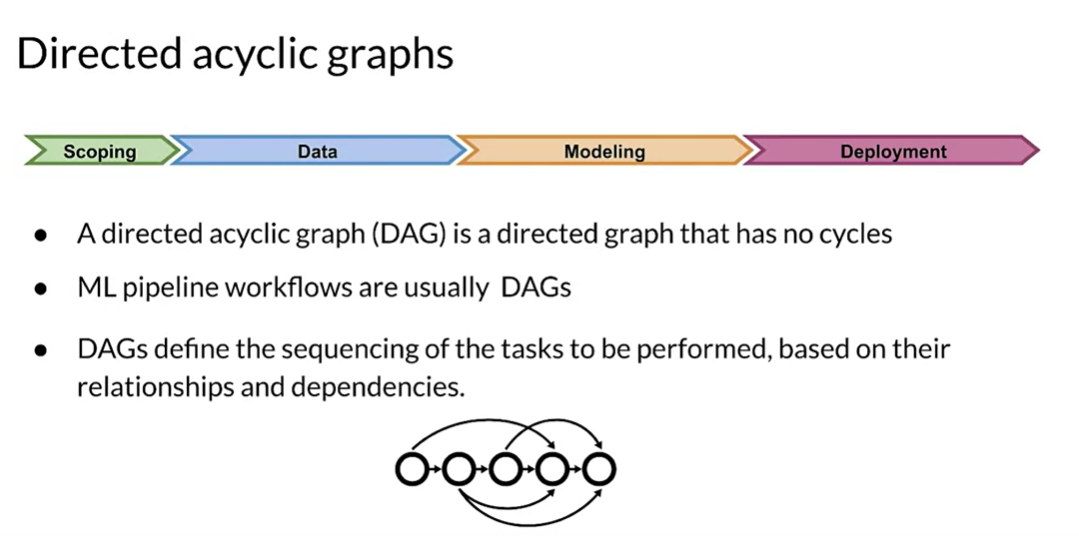 Directed acyclic graphs
Scoping
Data
Modeling
Deployment
● A directed acyclic graph (DAG) is a directed graph that has no cycles
● ML pipeline workflows are usually DAGs
● DAGs define the sequencing of the tasks to be performed, based on their
relationships and dependencies.